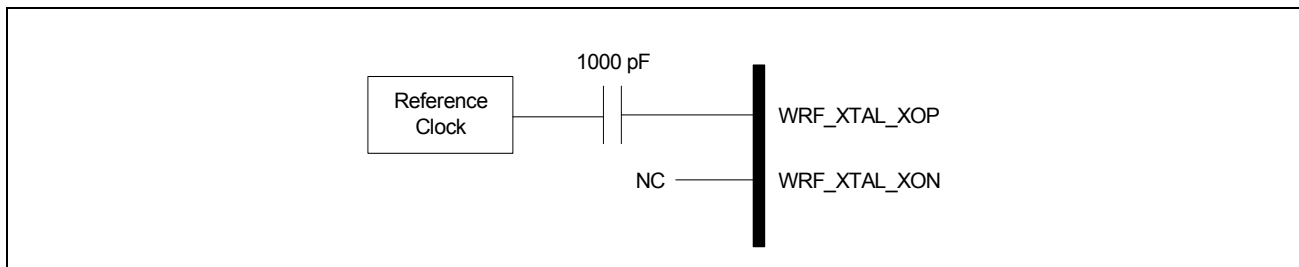 1000 pF
Reference
Clock
WRF_XTAL_XOP
NC
WRF_XTAL_XON